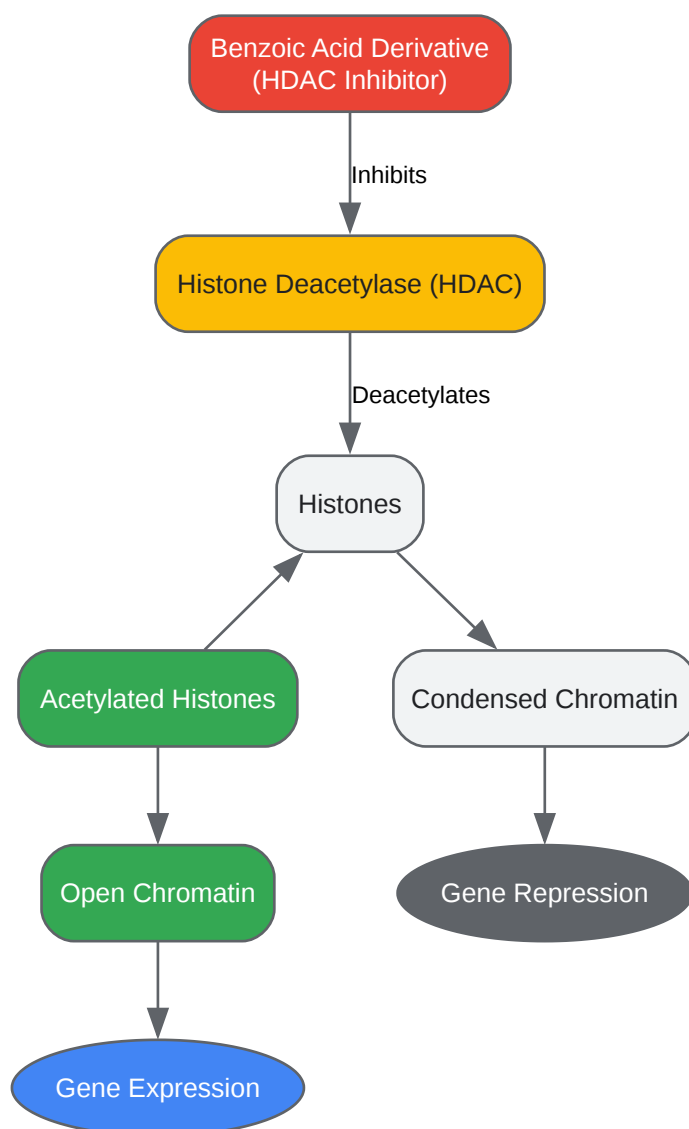 Benzoic Acid Derivative
(HDAC Inhibitor)
Inhibits
Histone Deacetylase (HDAC)
Deacetylates
Histones
Acetylated Histones
Condensed Chromatin
Open Chromatin
Gene Repression
Gene Expression